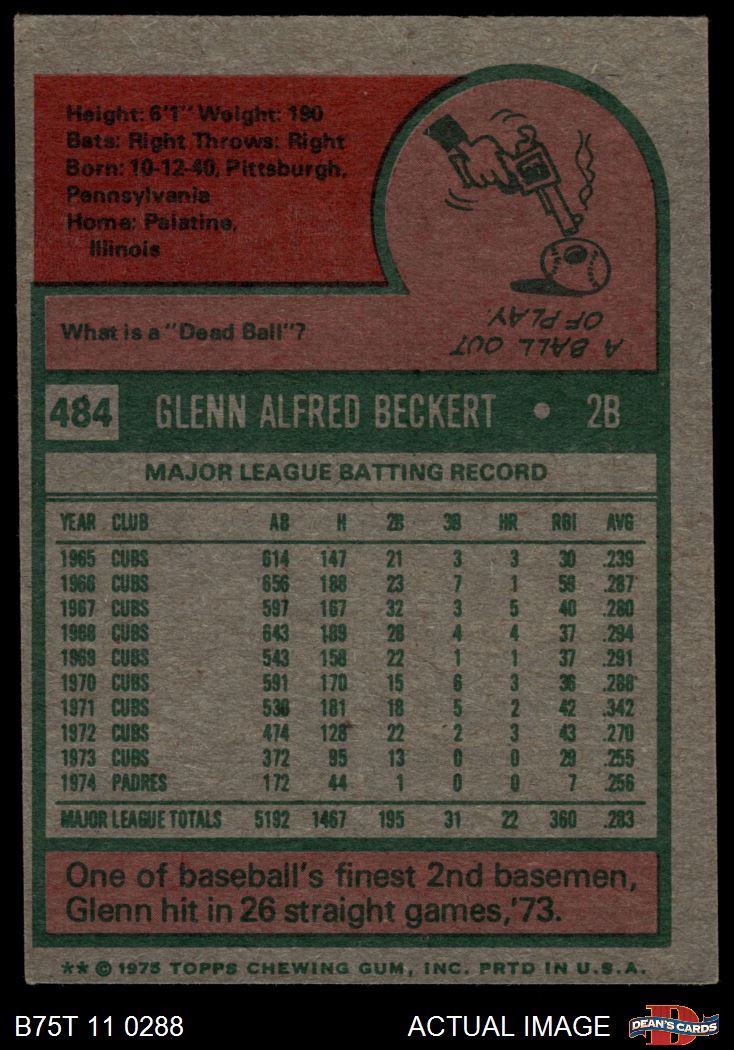 Height: 6'1" Weight: 190
Bats: Right Throws: Right
Born: 10-12-40, Pittsburgh,
Pennsylvania
Home: Palatine,
Illinois
What is a "Dead Ball"?
A BALL OUT
OF PLAY.
484 GLENN ALFRED BECKERT • 2B
MAJOR LEAGUE BATTING RECORD
YEAR CLUB AB H 2B 3B HR RBI AVG
1965 CUBS 614 147 21 3 3 30 .239
1966 CUBS 656 188 23 7 1 59 .287
1967 CUBS 597 167 32 3 5 40 .280
1968 CUBS 643 189 28 4 4 37 .294
1969 CUBS 543 158 22 1 1 37 .291
1970 CUBS 591 170 15 6 3 36 .288
1971 CUBS 530 181 18 5 2 42 .342
1972 CUBS 474 128 22 2 3 43 .270
1973 CUBS 372 95 13 0 0 29 .255
1974 PADRES 172 44 1 0 0 7 .256
MAJOR LEAGUE TOTALS 5192 1467 195 31 22 360 .283
One of baseball's finest 2nd basemen,
Glenn hit in 26 straight games,'73.
** © 1975 TOPPS CHEWING GUM, INC. PRTD IN U.S.A.
B75T 11 0288 ACTUAL IMAGE DEAN'S CARDS